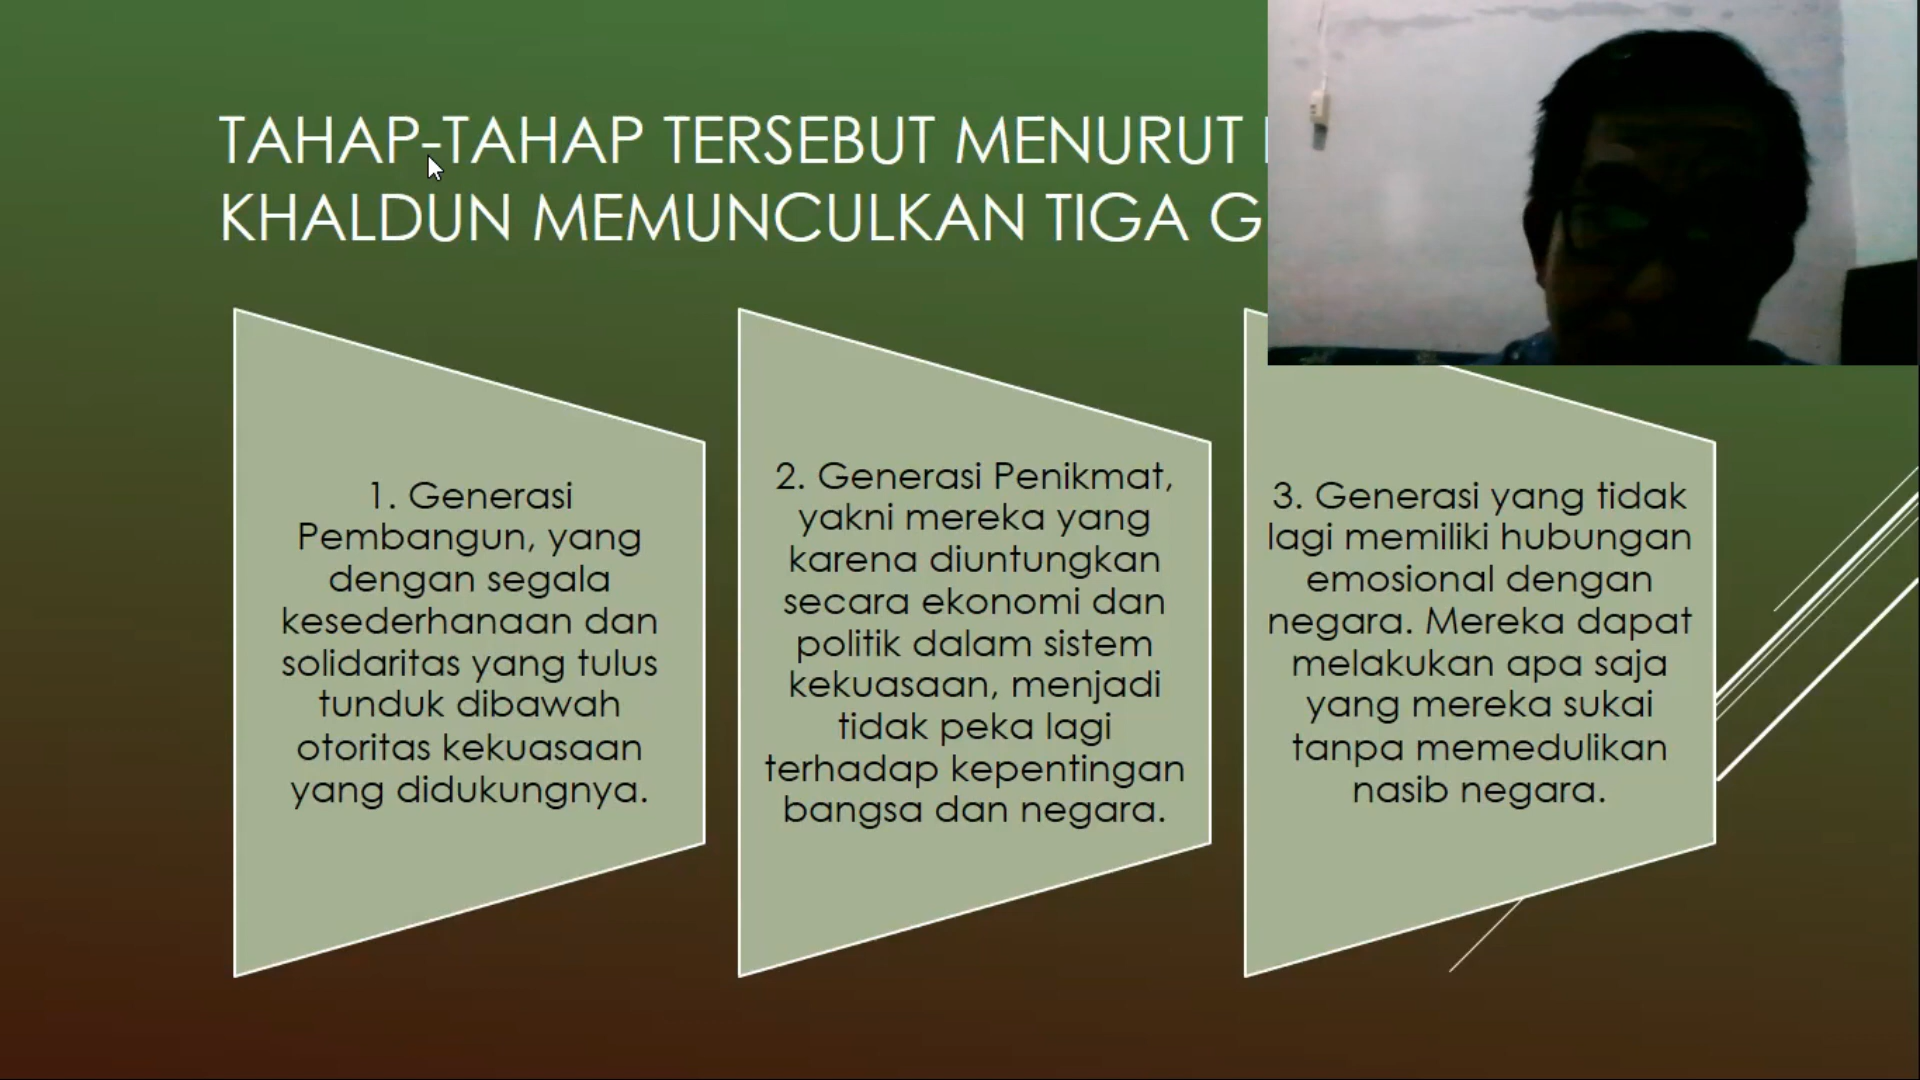 TAHAP-TAHAP TERSEBUT MENURUT
KHALDUN MEMUNCULKAN TIGA G
1. Generasi
Pembangun, yang
dengan segala
kesederhanaan dan
solidaritas yang tulus
tunduk dibawah
otoritas kekuasaan
yang didukungnya.
2. Generasi Penikmat,
yakni mereka yang
karena diuntungkan
secara ekonomi dan
politik dalam sistem
kekuasaan, menjadi
tidak peka lagi
terhadap kepentingan
bangsa dan negara.
3. Generasi yang tidak
lagi memiliki hubungan
emosional dengan
negara. Mereka dapat
melakukan apa saja
yang mereka sukai
tanpa memedulikan
nasib negara.